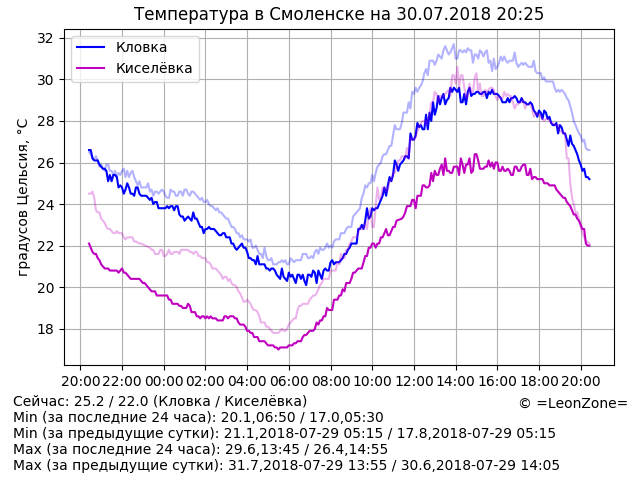 Температура в Смоленске на 30.07.2018 20:25
градусов Цельсия, °C
Кловка
Киселёвка
32
30
28
26
24
22
20
18
20:00 22:00 00:00 02:00 04:00 06:00 08:00 10:00 12:00 14:00 16:00 18:00 20:00
Сейчас: 25.2 / 22.0 (Кловка / Киселёвка)
© =LeonZone=
Min (за последние 24 часа): 20.1,06:50 / 17.0,05:30
Min (за предыдущие сутки): 21.1,2018-07-29 05:15 / 17.8,2018-07-29 05:15
Max (за последние 24 часа): 29.6,13:45 / 26.4,14:55
Max (за предыдущие сутки): 31.7,2018-07-29 13:55 / 30.6,2018-07-29 14:05